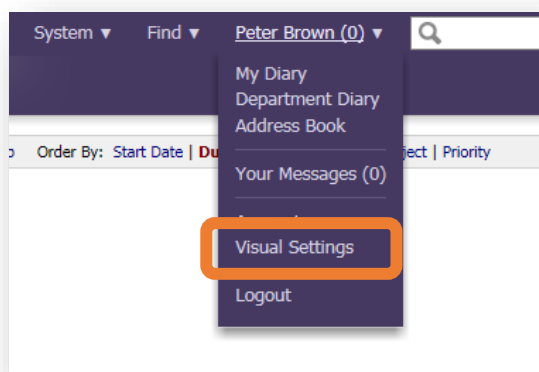 System ▼ Find ▼ Peter Brown (0) ▼
My Diary
Department Diary
Address Book
Order By: Start Date | Du ject | Priority
Your Messages (0)
Visual Settings
Logout